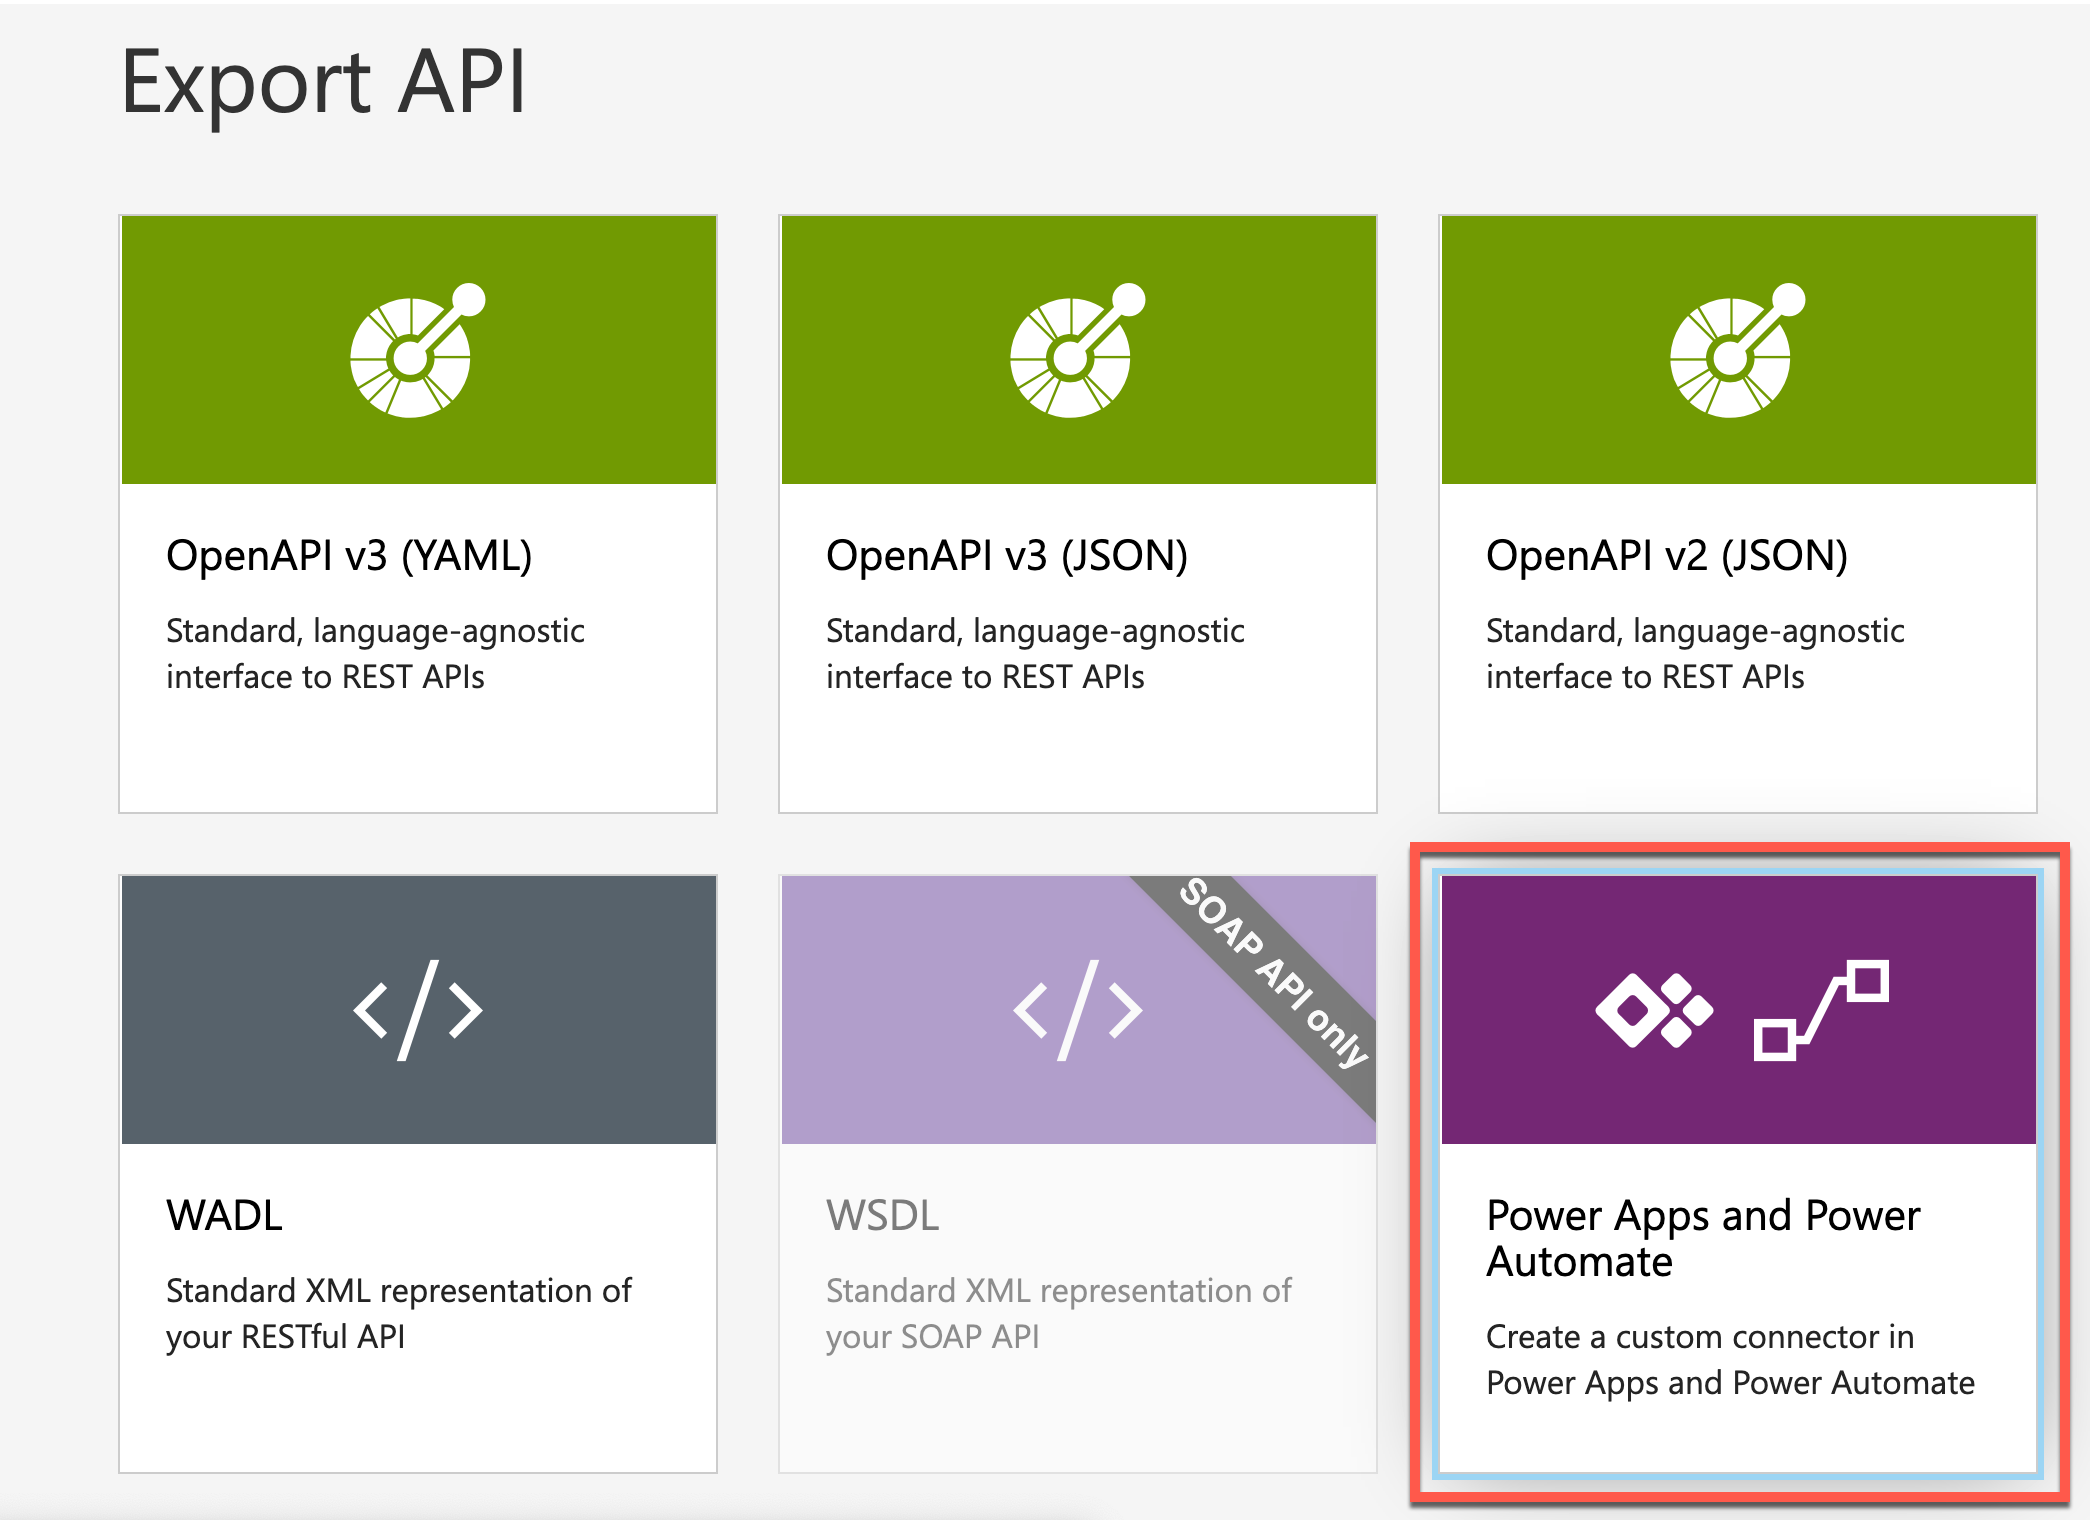 Export API
OpenAPI v3 (YAML)
Standard, language-agnostic
interface to REST APIs
OpenAPI v3 (JSON)
Standard, language-agnostic
interface to REST APIs
OpenAPI v2 (JSON)
Standard, language-agnostic
interface to REST APIs
WADL
Standard XML representation of
your RESTful API
SOAP API only
WSDL
Standard XML representation of
your SOAP API
Power Apps and Power
Automate
Create a custom connector in
Power Apps and Power Automate